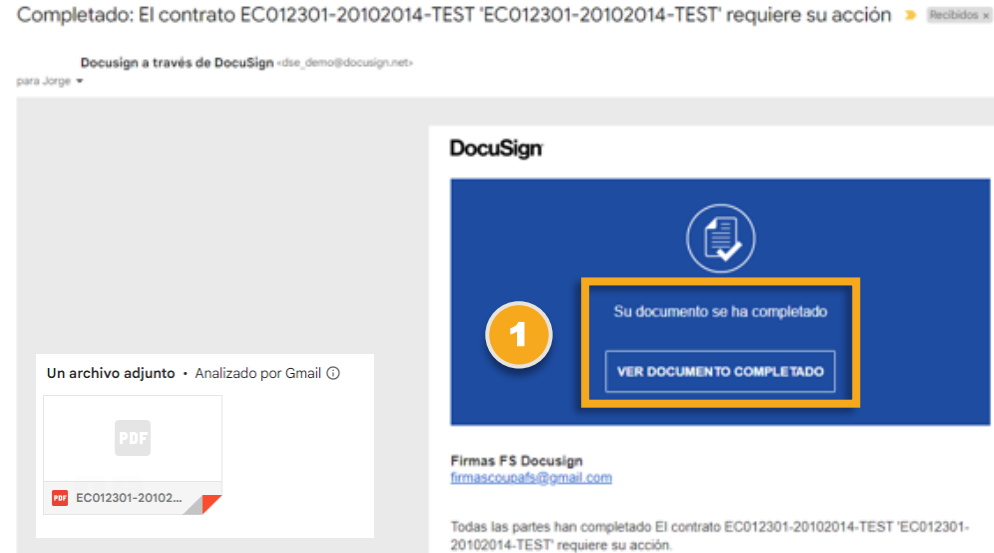 Completado: El contrato EC012301-20102014-TEST 'EC012301-20102014-TEST' requiere su acción
Recibidos x
Docusign a través de DocuSign <dse_demo@docusign.net>
para Jorge
DocuSign
Su documento se ha completado
1
VER DOCUMENTO COMPLETADO
Un archivo adjunto • Analizado por Gmail
PDF
PDF EC012301-20102...
Firmas FS Docusign
firmascoupafs@gmail.com
Todas las partes han completado El contrato EC012301-20102014-TEST 'EC012301-
20102014-TEST' requiere su acción.